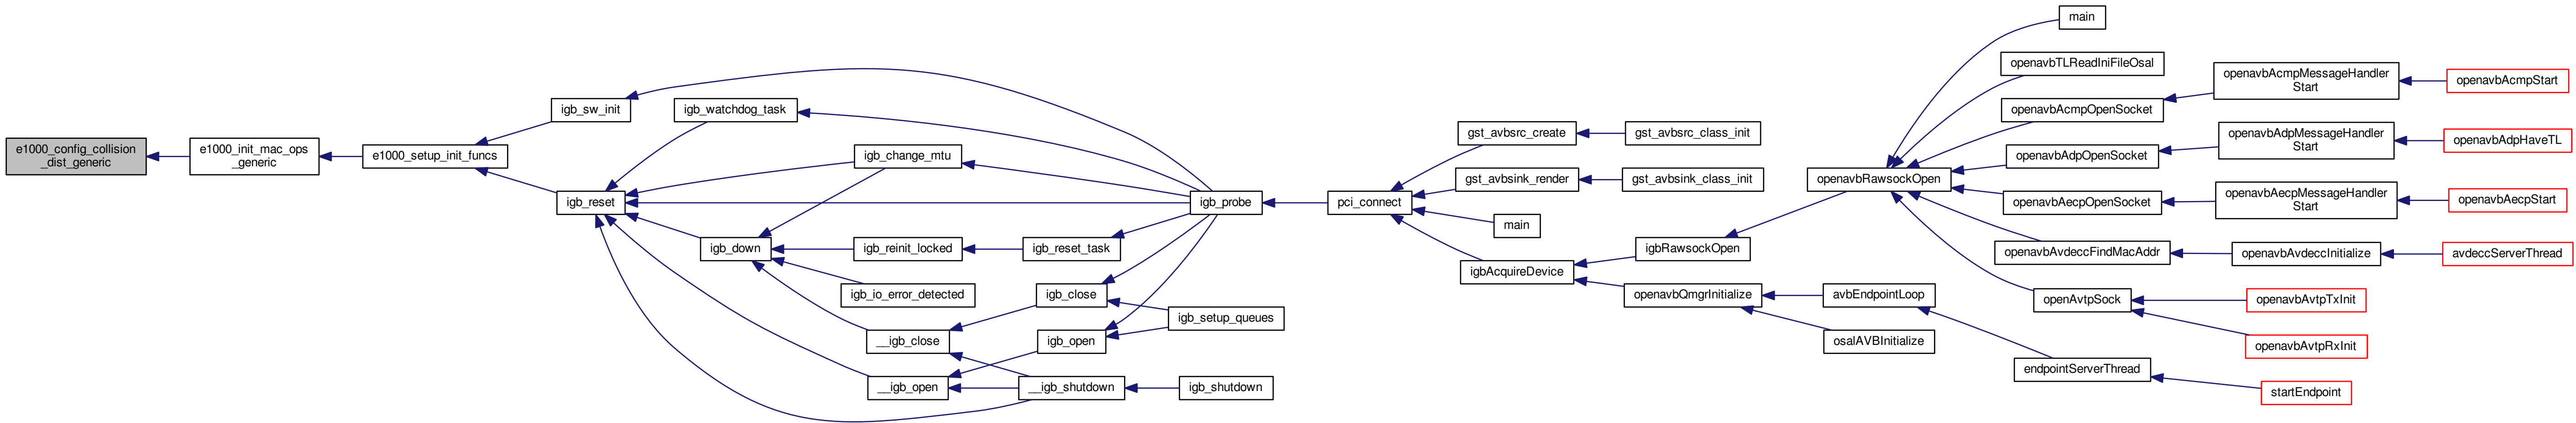 e1000_config_collision
_dist_generic
e1000_init_mac_ops
_generic
e1000_setup_init_funcs
igb_sw_init
igb_reset
igb_watchdog_task
igb_change_mtu
igb_down
igb_reinit_locked
igb_reset_task
igb_io_error_detected
__igb_close
__igb_open
igb_close
igb_open
__igb_shutdown
igb_probe
igb_setup_queues
igb_shutdown
pci_connect
gst_avbsrc_create
gst_avbsrc_class_init
gst_avbsink_render
gst_avbsink_class_init
main
igbAcquireDevice
igbRawsockOpen
openavbQmgrInitialize
avbEndpointLoop
osalAVBInitialize
openavbRawsockOpen
main
openavbTLReadIniFileOsal
openavbAcmpOpenSocket
openavbAcmpMessageHandler
Start
openavbAcmpStart
openavbAdpOpenSocket
openavbAdpMessageHandler
Start
openavbAdpHaveTL
openavbAecpOpenSocket
openavbAecpMessageHandler
Start
openavbAecpStart
openavbAvdeccFindMacAddr
openavbAvdeccInitialize
avdeccServerThread
openAvtpSock
openavbAvtpTxInit
openavbAvtpRxInit
endpointServerThread
startEndpoint